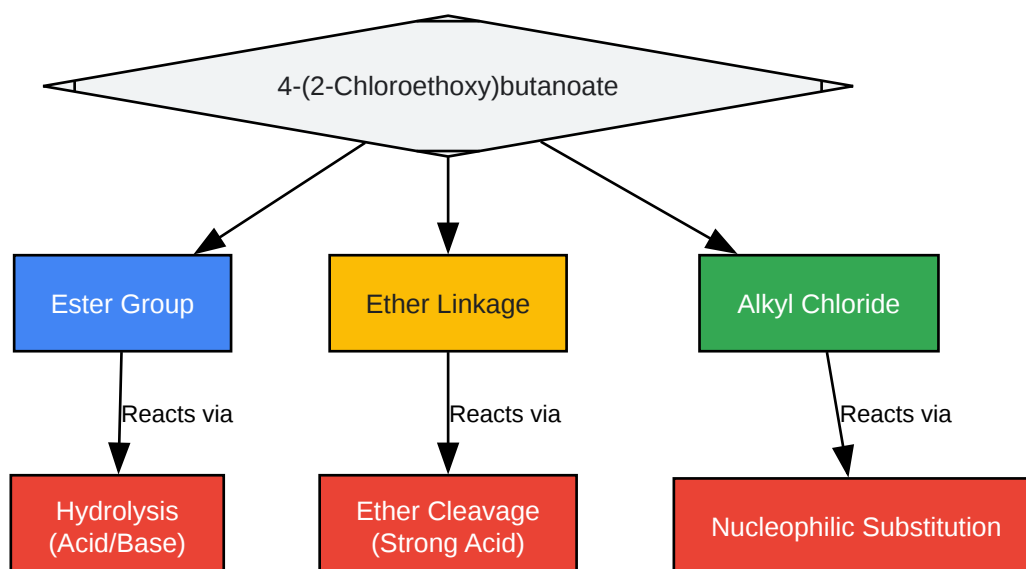 4-(2-Chloroethoxy)butanoate
Ester Group
Ether Linkage
Alkyl Chloride
Reacts via
Reacts via
Reacts via
Hydrolysis
(Acid/Base)
Ether Cleavage
(Strong Acid)
Nucleophilic Substitution